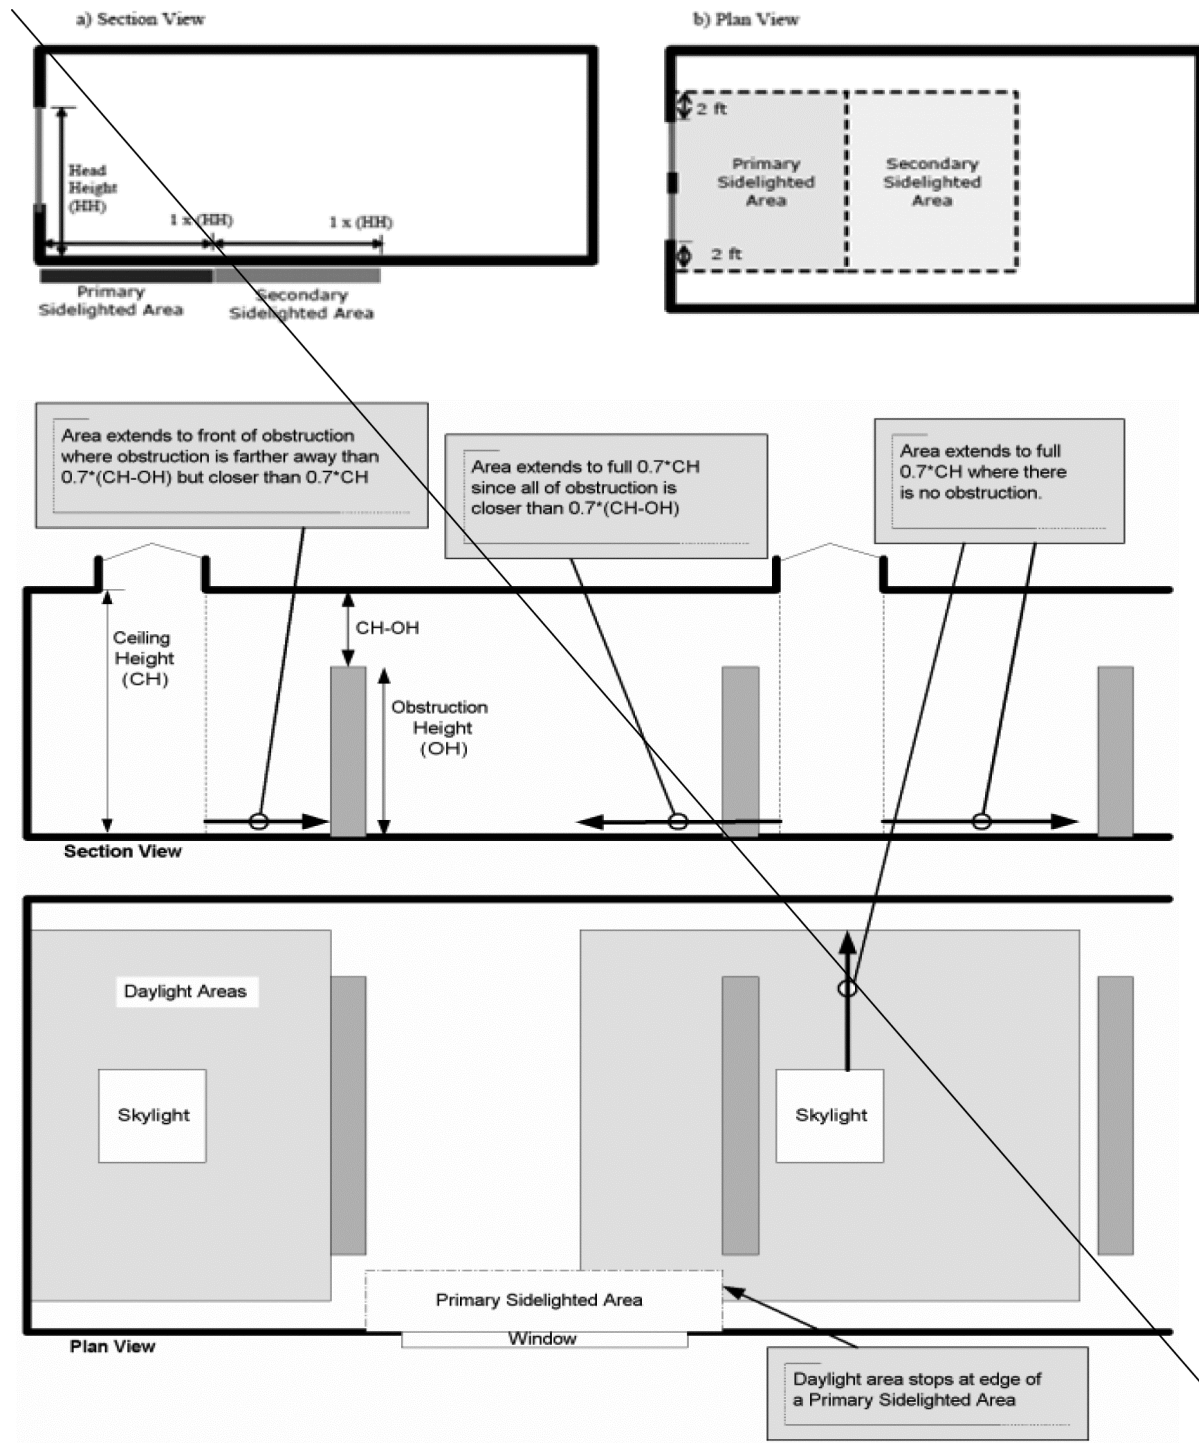 a) Section View
b) Plan View
2 ft
Head
Height
(HH)
1 x (HH)
1 x (HH)
Primary
Sidelighted
Area
Secondary
Sidelighted
Area
2 ft
Primary
Sidelighted Area
Secondary
Sidelighted Area
Area extends to front of obstruction
where obstruction is farther away than
0.7*(CH-OH) but closer than 0.7*CH
Area extends to full 0.7*CH
since all of obstruction is
closer than 0.7*(CH-OH)
Area extends to full
0.7*CH where there
is no obstruction.
Ceiling
Height
(CH)
CH-OH
Obstruction
Height
(OH)
Section View
Daylight Areas
Skylight
Skylight
Primary Sidelighted Area
Window
Plan View
Daylight area stops at edge of
a Primary Sidelighted Area